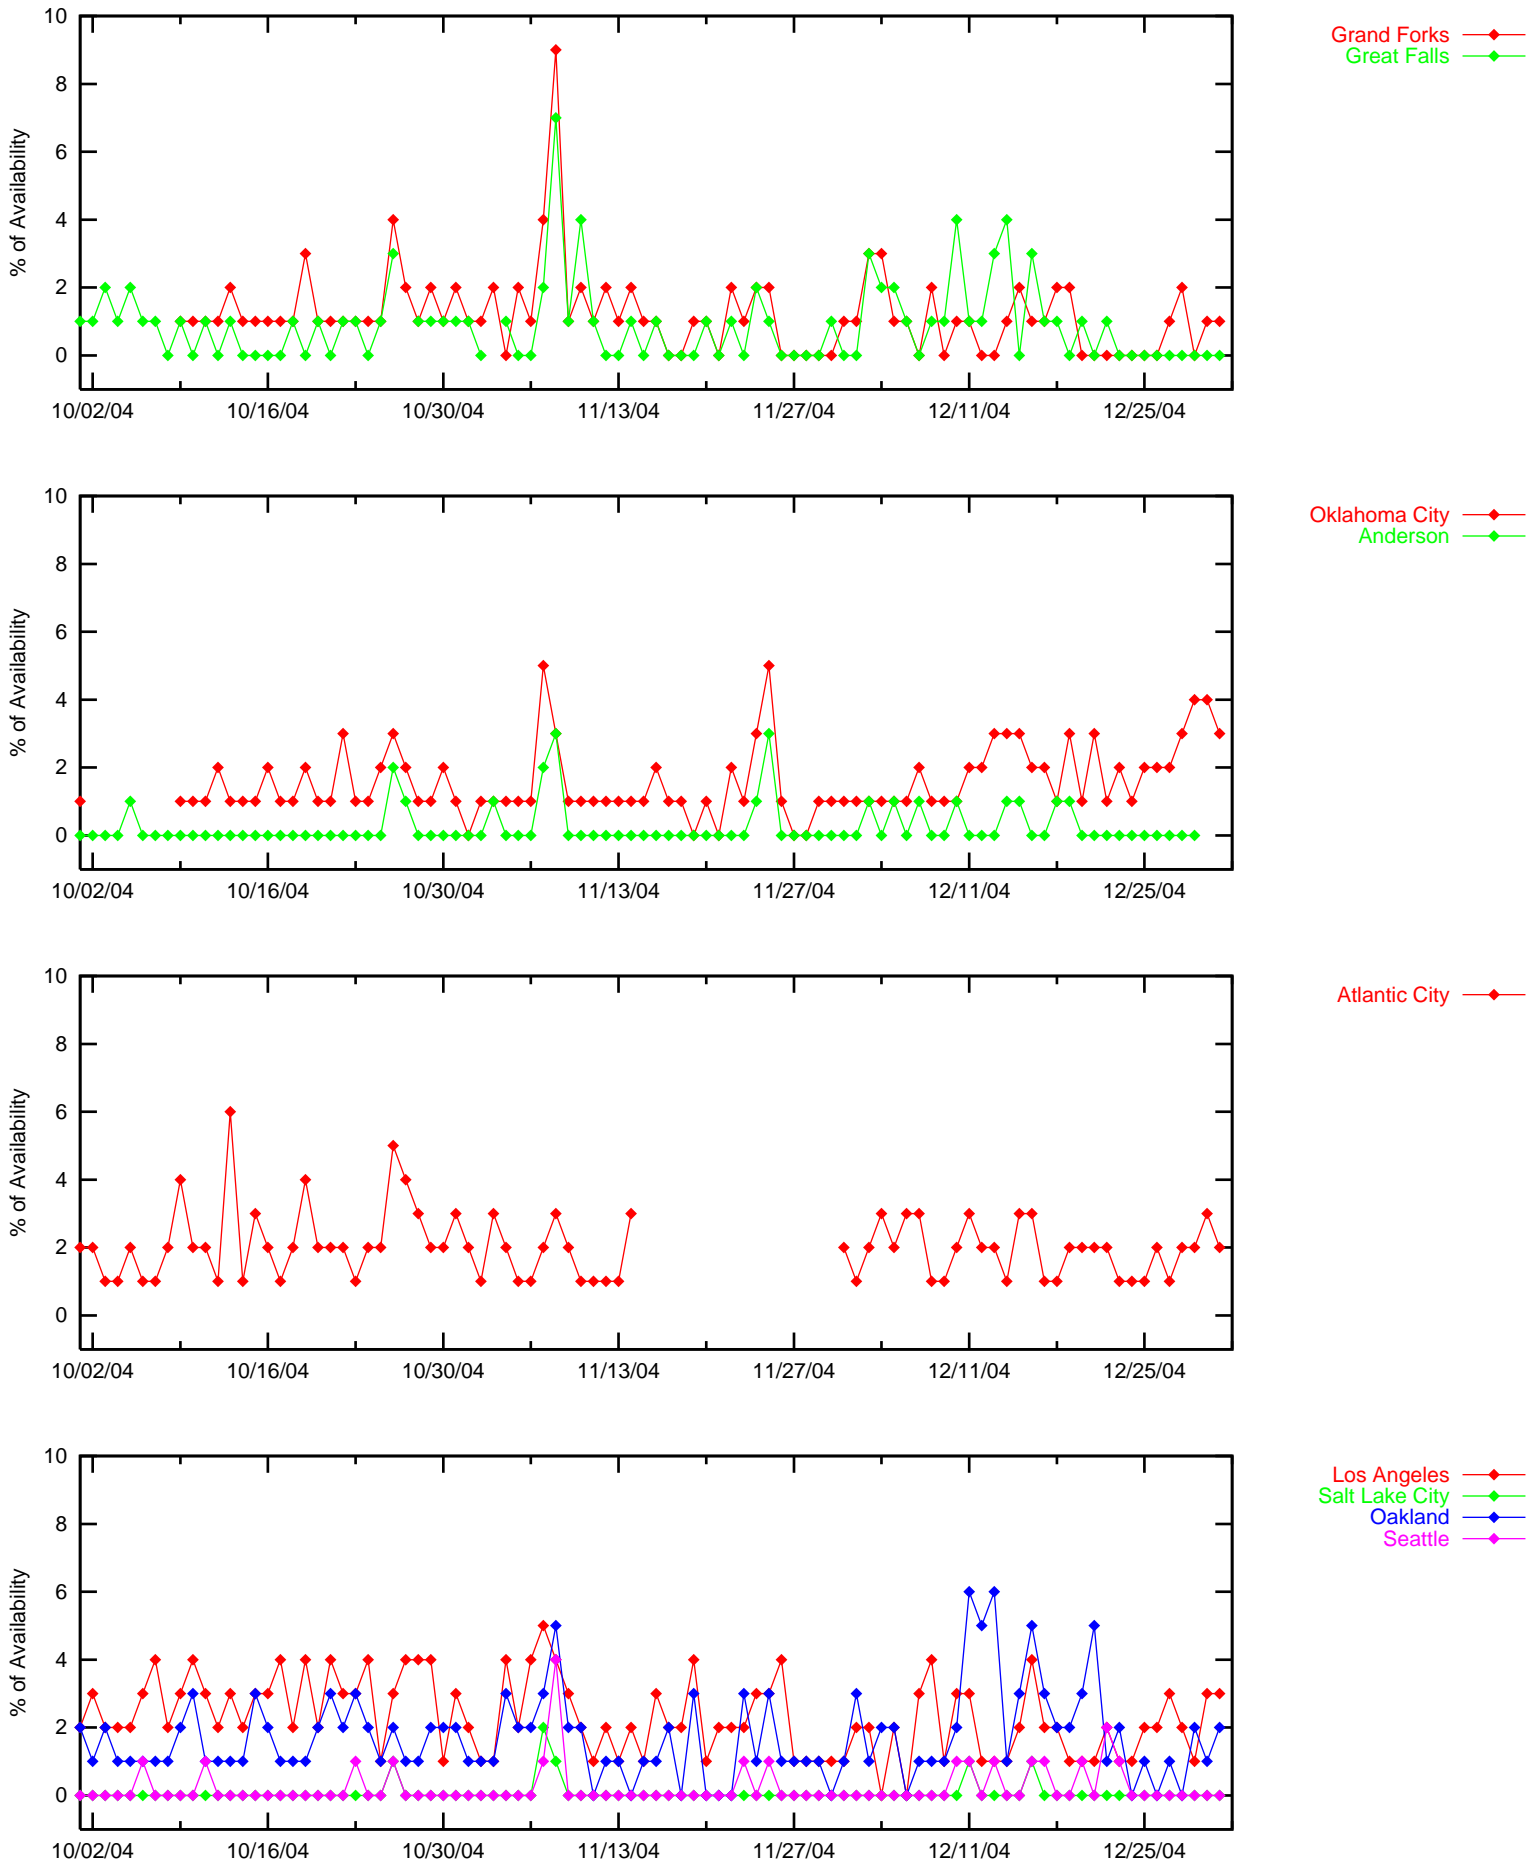 10
8
6
4
2
0
% of Availability
10/02/04 10/16/04 10/30/04 11/13/04 11/27/04 12/11/04 12/25/04
Grand Forks
Great Falls
10
8
6
4
2
0
% of Availability
10/02/04 10/16/04 10/30/04 11/13/04 11/27/04 12/11/04 12/25/04
Oklahoma City
Anderson
10
8
6
4
2
0
% of Availability
10/02/04 10/16/04 10/30/04 11/13/04 11/27/04 12/11/04 12/25/04
Atlantic City
10
8
6
4
2
0
% of Availability
10/02/04 10/16/04 10/30/04 11/13/04 11/27/04 12/11/04 12/25/04
Los Angeles
Salt Lake City
Oakland
Seattle